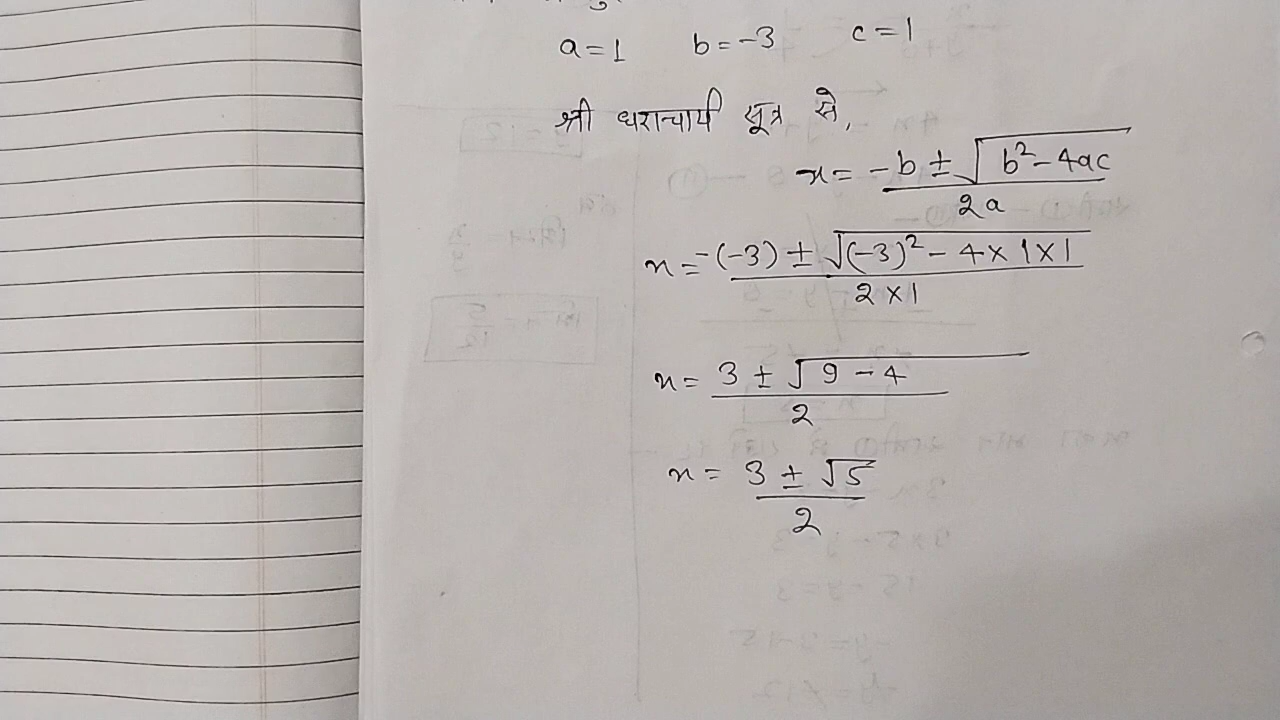 a = 1 b = -3 c = 1
श्री धराचार्य सूत्र से,
x = -b ± √b² - 4ac / 2a
x = -(-3) ± √(-3)² - 4 × 1 × 1 / 2 × 1
x = 3 ± √9 - 4 / 2
x = 3 ± √5 / 2